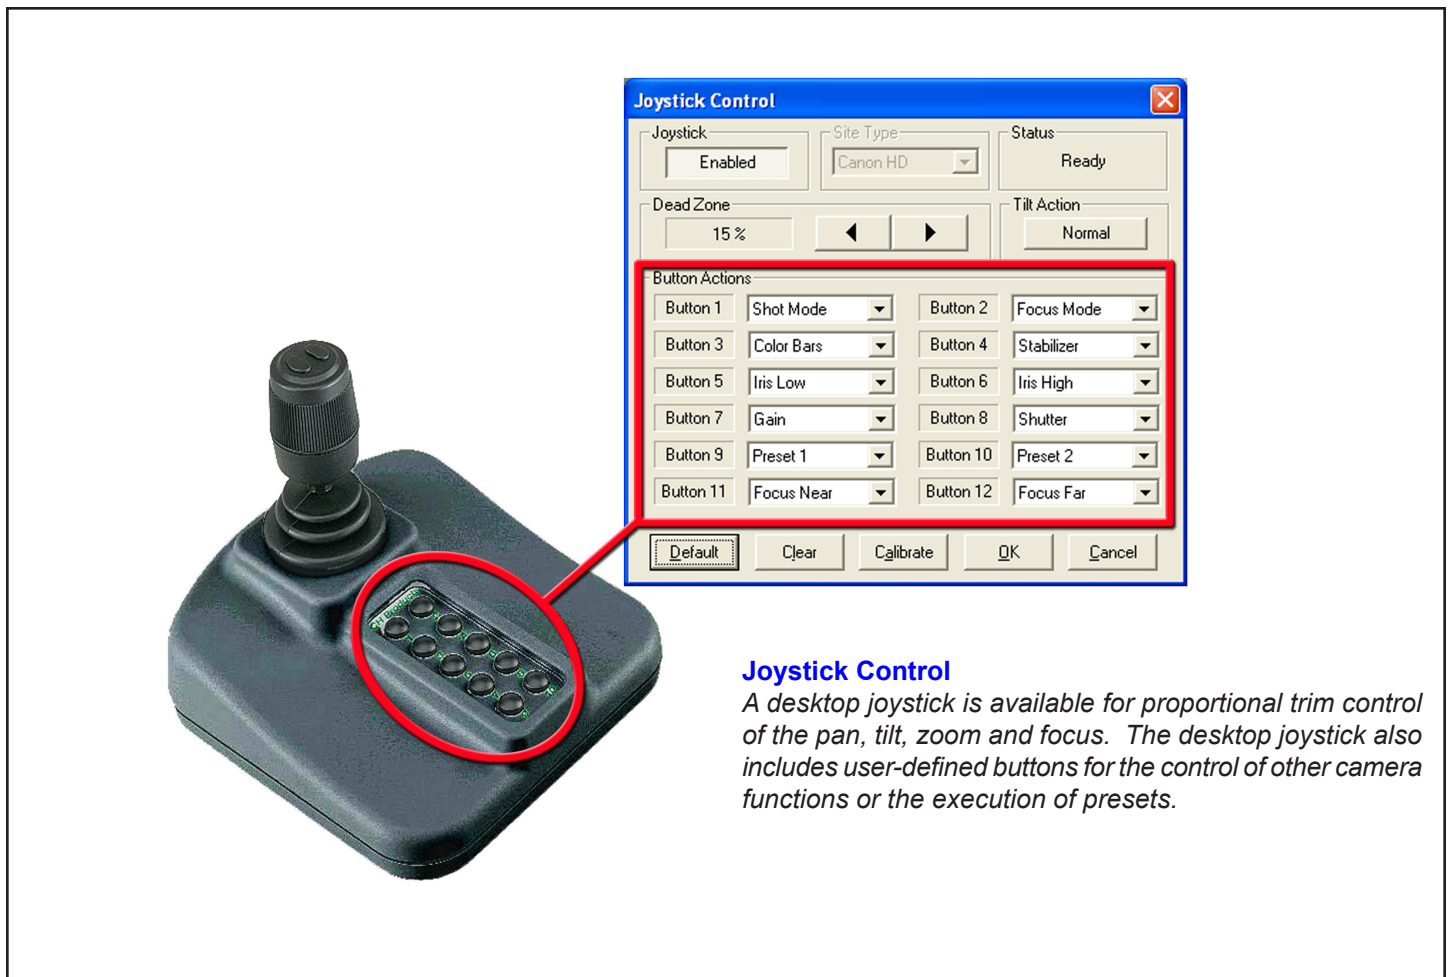 Joystick Control
Joystick
Site Type
Status
Enabled
Canon HD
Ready
Dead Zone
Tilt Action
15 %
Normal
Button Actions
Button 1 Shot Mode Button 2 Focus Mode
Button 3 Color Bars Button 4 Stabilizer
Button 5 Iris Low Button 6 Iris High
Button 7 Gain Button 8 Shutter
Button 9 Preset 1 Button 10 Preset 2
Button 11 Focus Near Button 12 Focus Far
Default Clear Calibrate OK Cancel
CH Products
Joystick Control
A desktop joystick is available for proportional trim control
of the pan, tilt, zoom and focus. The desktop joystick also
includes user-defined buttons for the control of other camera
functions or the execution of presets.